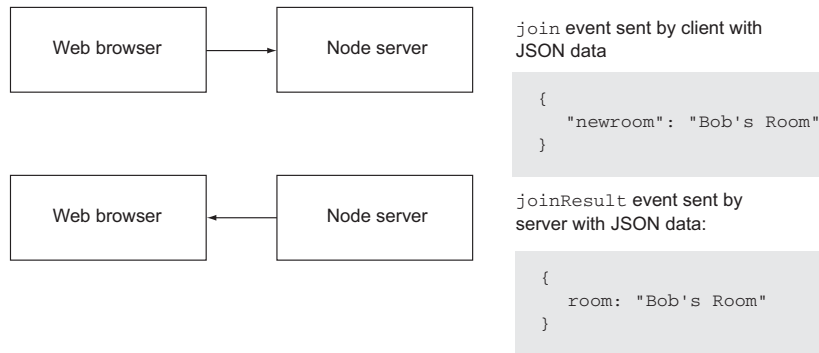 Web browser
Node server
join event sent by client with
JSON data
{
"newroom": "Bob's Room"
}
Web browser
Node server
joinResult event sent by
server with JSON data:
{
room: "Bob's Room"
}